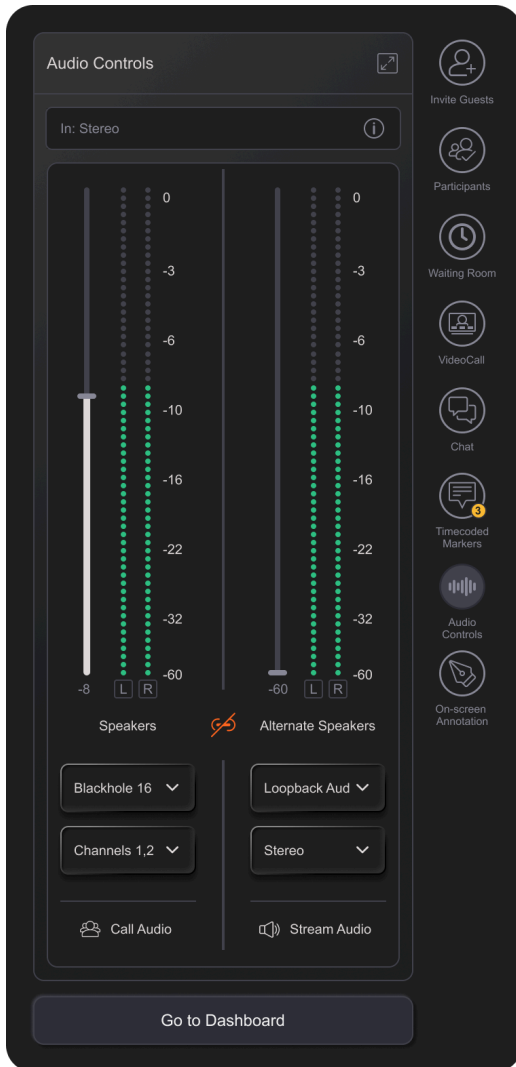 Audio Controls
In: Stereo
0
-3
-6
-10
-16
-22
-32
-60
-8
L R
0
-3
-6
-10
-16
-22
-32
-60
-60
L R
Speakers
Alternate Speakers
Blackhole 16
Loopback Aud
Channels 1,2
Stereo
Call Audio
Stream Audio
Go to Dashboard
Invite Guests
Participants
Waiting Room
VideoCall
Chat
3
Timecoded
Markers
Audio
Controls
On-screen
Annotation